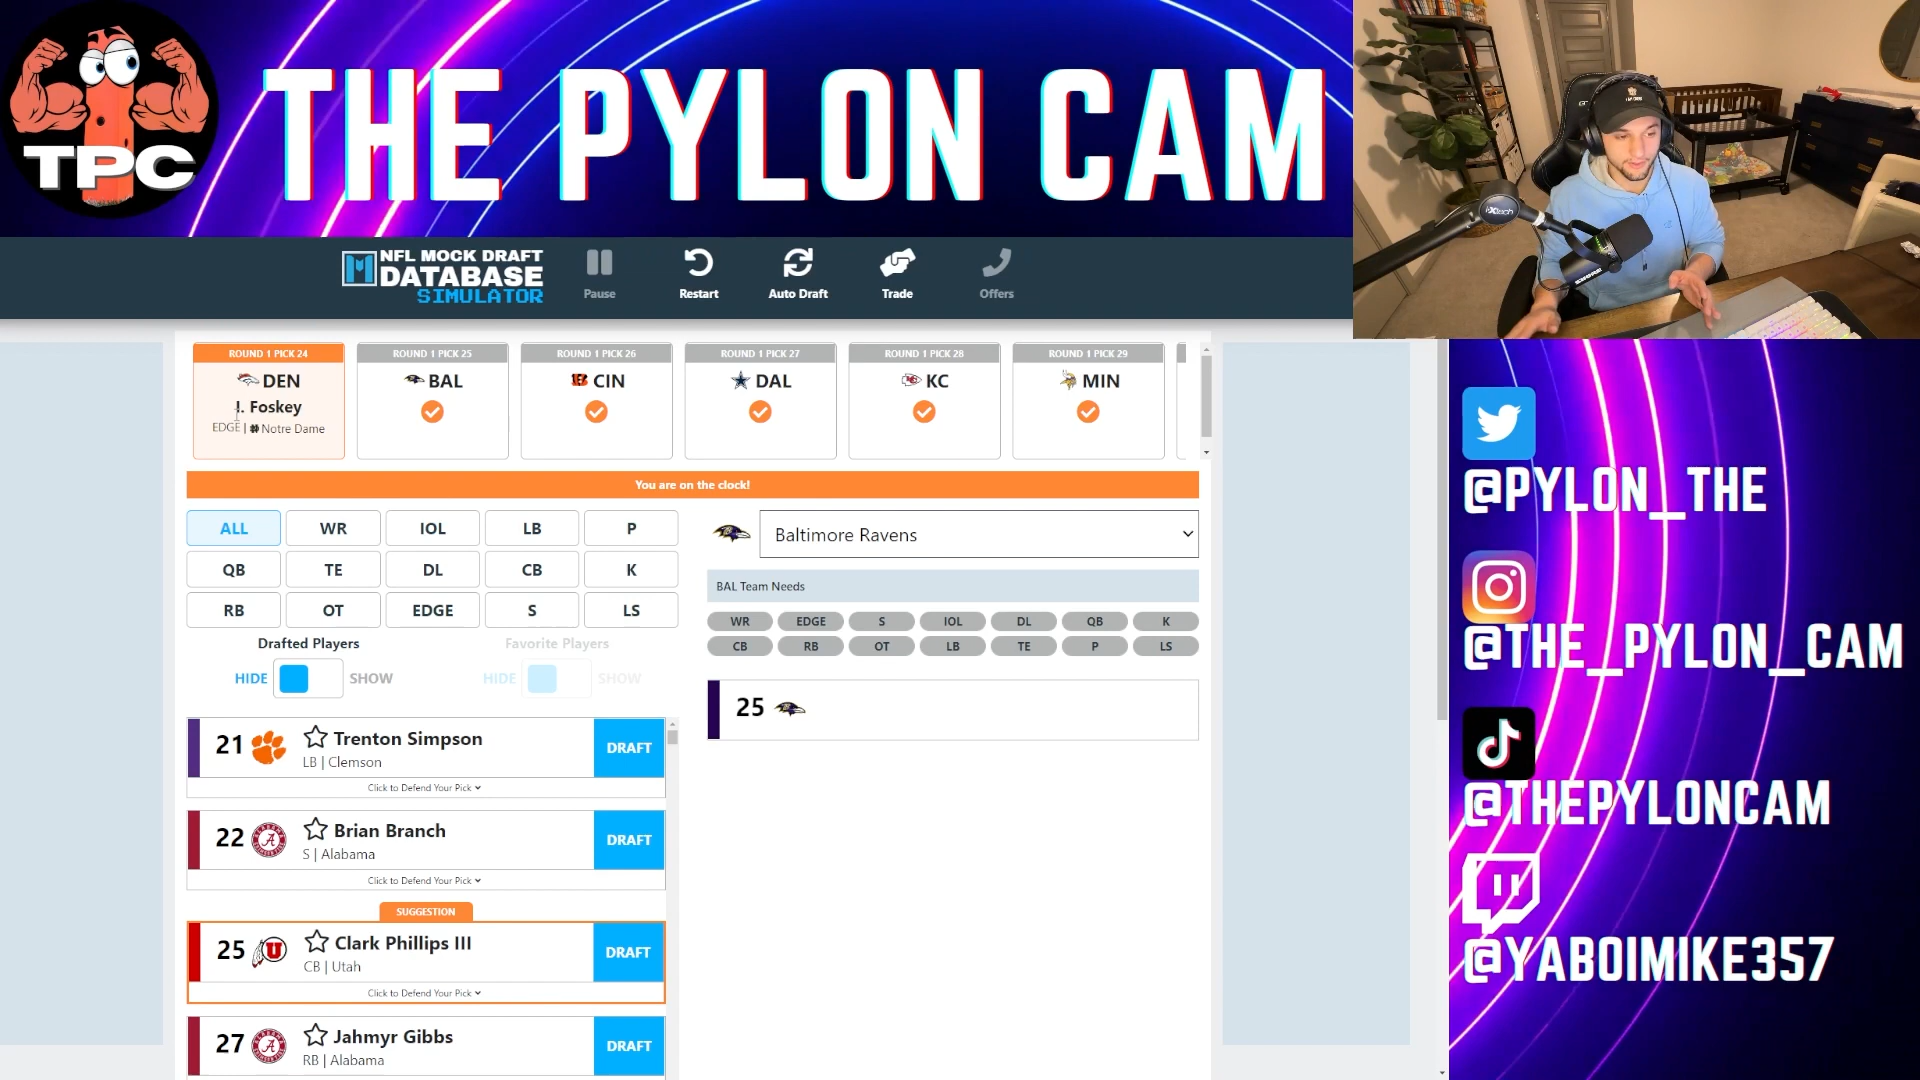 TPC
THE PYLON CAM
NFL MOCK DRAFT
DATABASE
SIMULATOR
Pause
Restart
Auto Draft
Trade
Offers
ROUND 1 PICK 24
DEN
I. Foskey
EDGE | Notre Dame
ROUND 1 PICK 25
BAL
ROUND 1 PICK 26
CIN
ROUND 1 PICK 27
DAL
ROUND 1 PICK 28
KC
ROUND 1 PICK 29
MIN
You are on the clock!
ALL WR IOL LB P
QB TE DL CB K
RB OT EDGE S LS
Drafted Players
HIDE SHOW
Favorite Players
HIDE SHOW
21 Trenton Simpson
LB | Clemson
DRAFT
Click to Defend Your Pick
22 Brian Branch
S | Alabama
DRAFT
Click to Defend Your Pick
SUGGESTION
25 Clark Phillips III
CB | Utah
DRAFT
Click to Defend Your Pick
27 Jahmyr Gibbs
RB | Alabama
DRAFT
Baltimore Ravens
BAL Team Needs
WR EDGE S IOL DL QB K
CB RB OT LB TE P LS
25
@PYLON_THE
@THE_PYLON_CAM
@THEPYLONCAM
@YABOIMIKE357